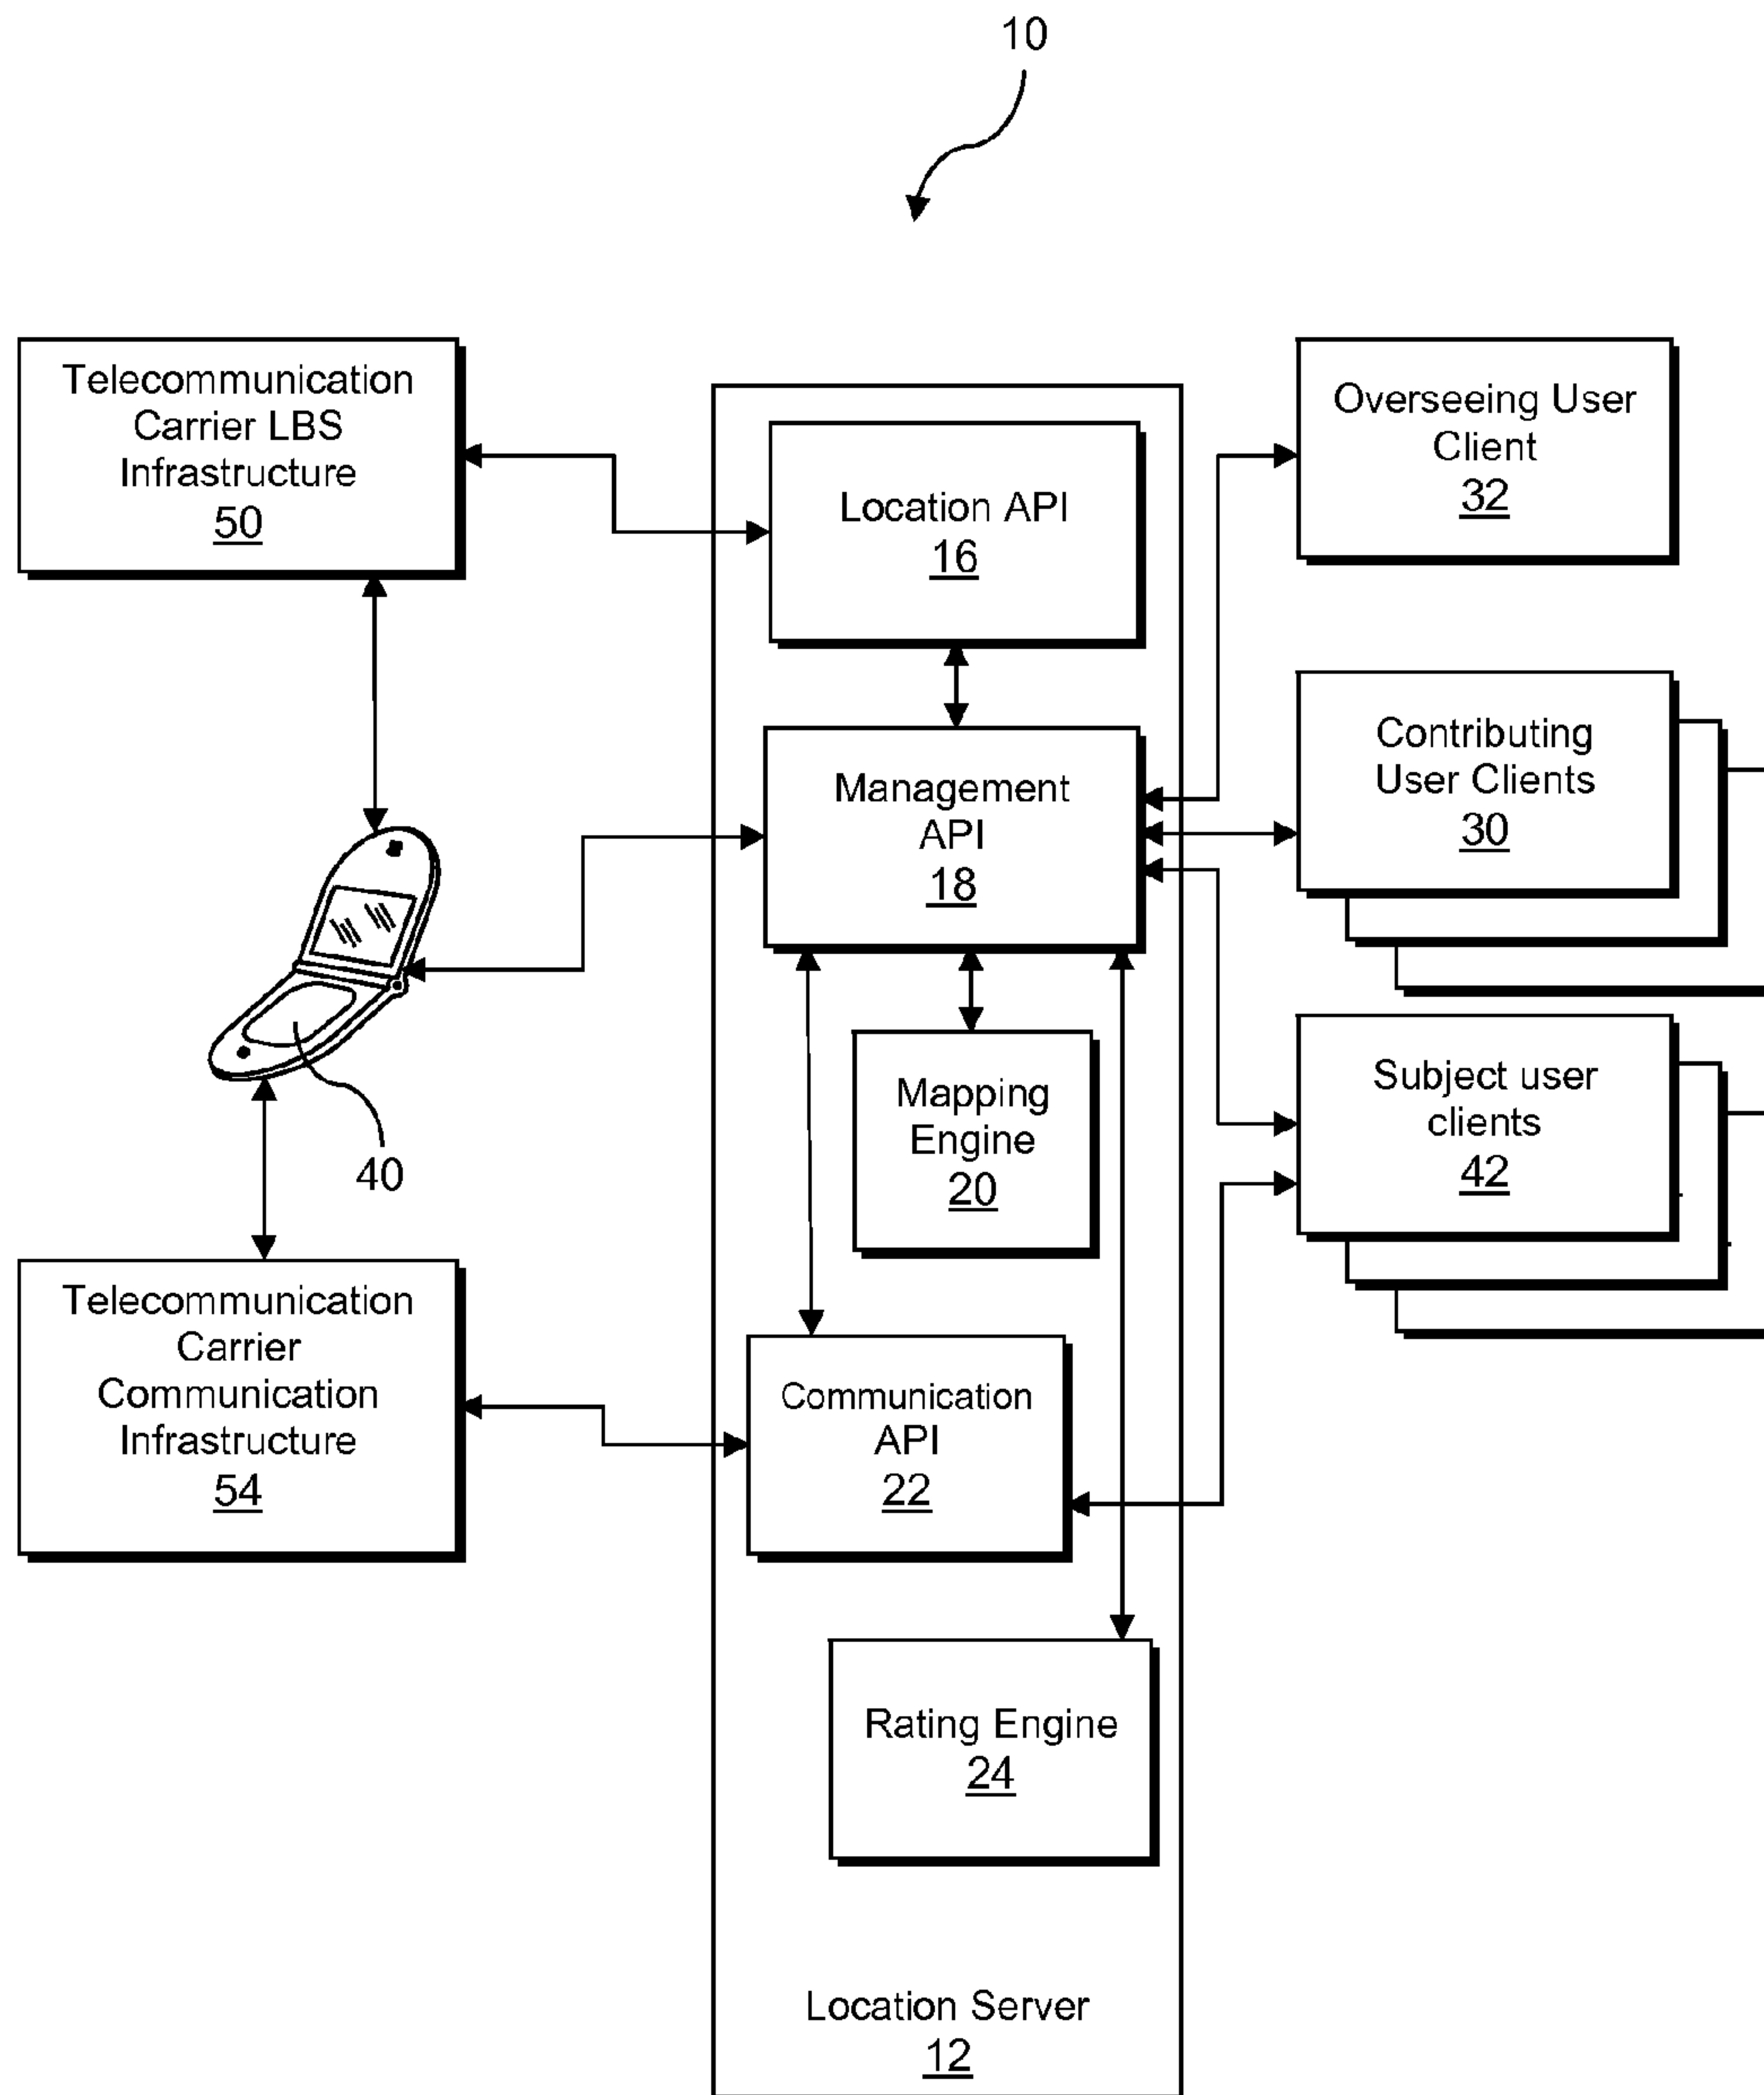 10
Telecommunication
Carrier LBS
Infrastructure
50
Location API
16
Overseeing User
Client
32
Management
API
18
Contributing
User Clients
30
40
Mapping
Engine
20
Subject user
clients
42
Telecommunication
Carrier
Communication
Infrastructure
54
Communication
API
22
Rating Engine
24
Location Server
12